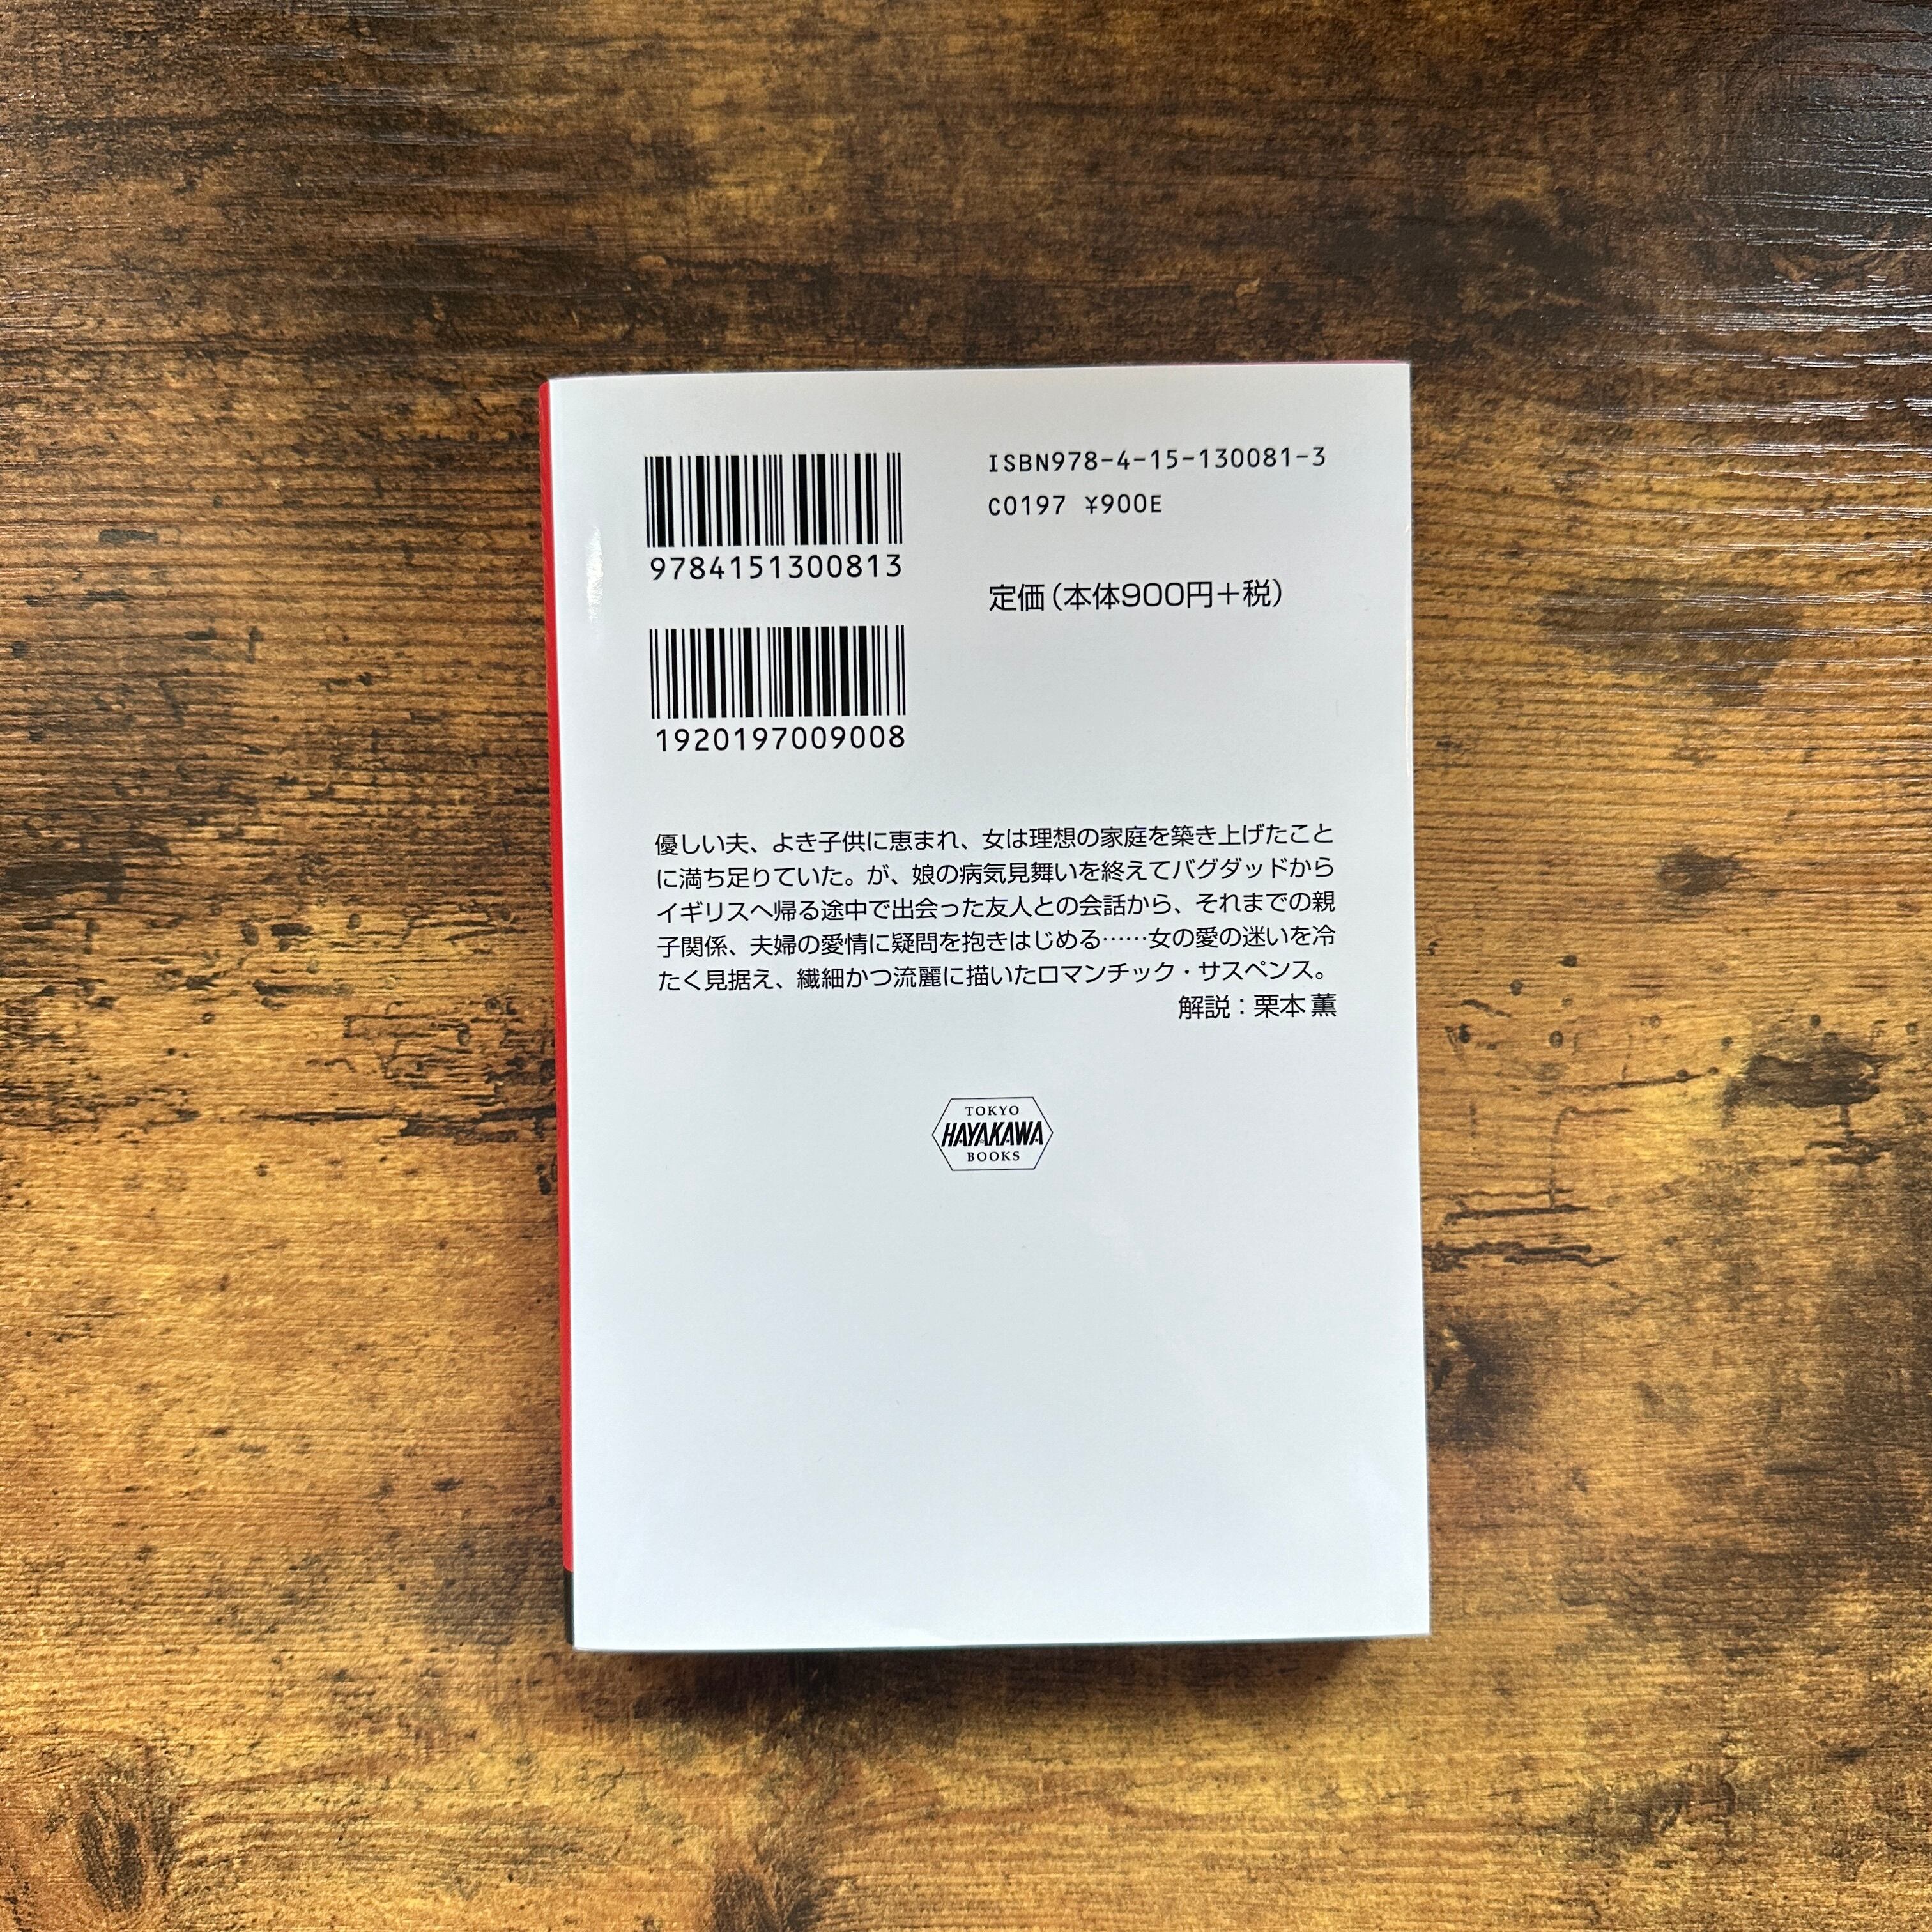 ISBN978-4-15-130081-3
C0197 ¥900E
9784151300813
定価(本体900円+税)
1920197009008
優しい夫、よき子供に恵まれ、女は理想の家庭を築き上げたこと
に満ち足りていた。が、娘の病気見舞いを終えてバグダッドから
イギリスへ帰る途中で出会った友人との会話から、それまでの親
子関係、夫婦の愛情に疑問を抱きはじめる……女の愛の迷いを冷
たく見据え、繊細かつ流麗に描いたロマンチック・サスペンス。
解説：栗本 薫
TOKYO
HAYAKAWA
BOOKS